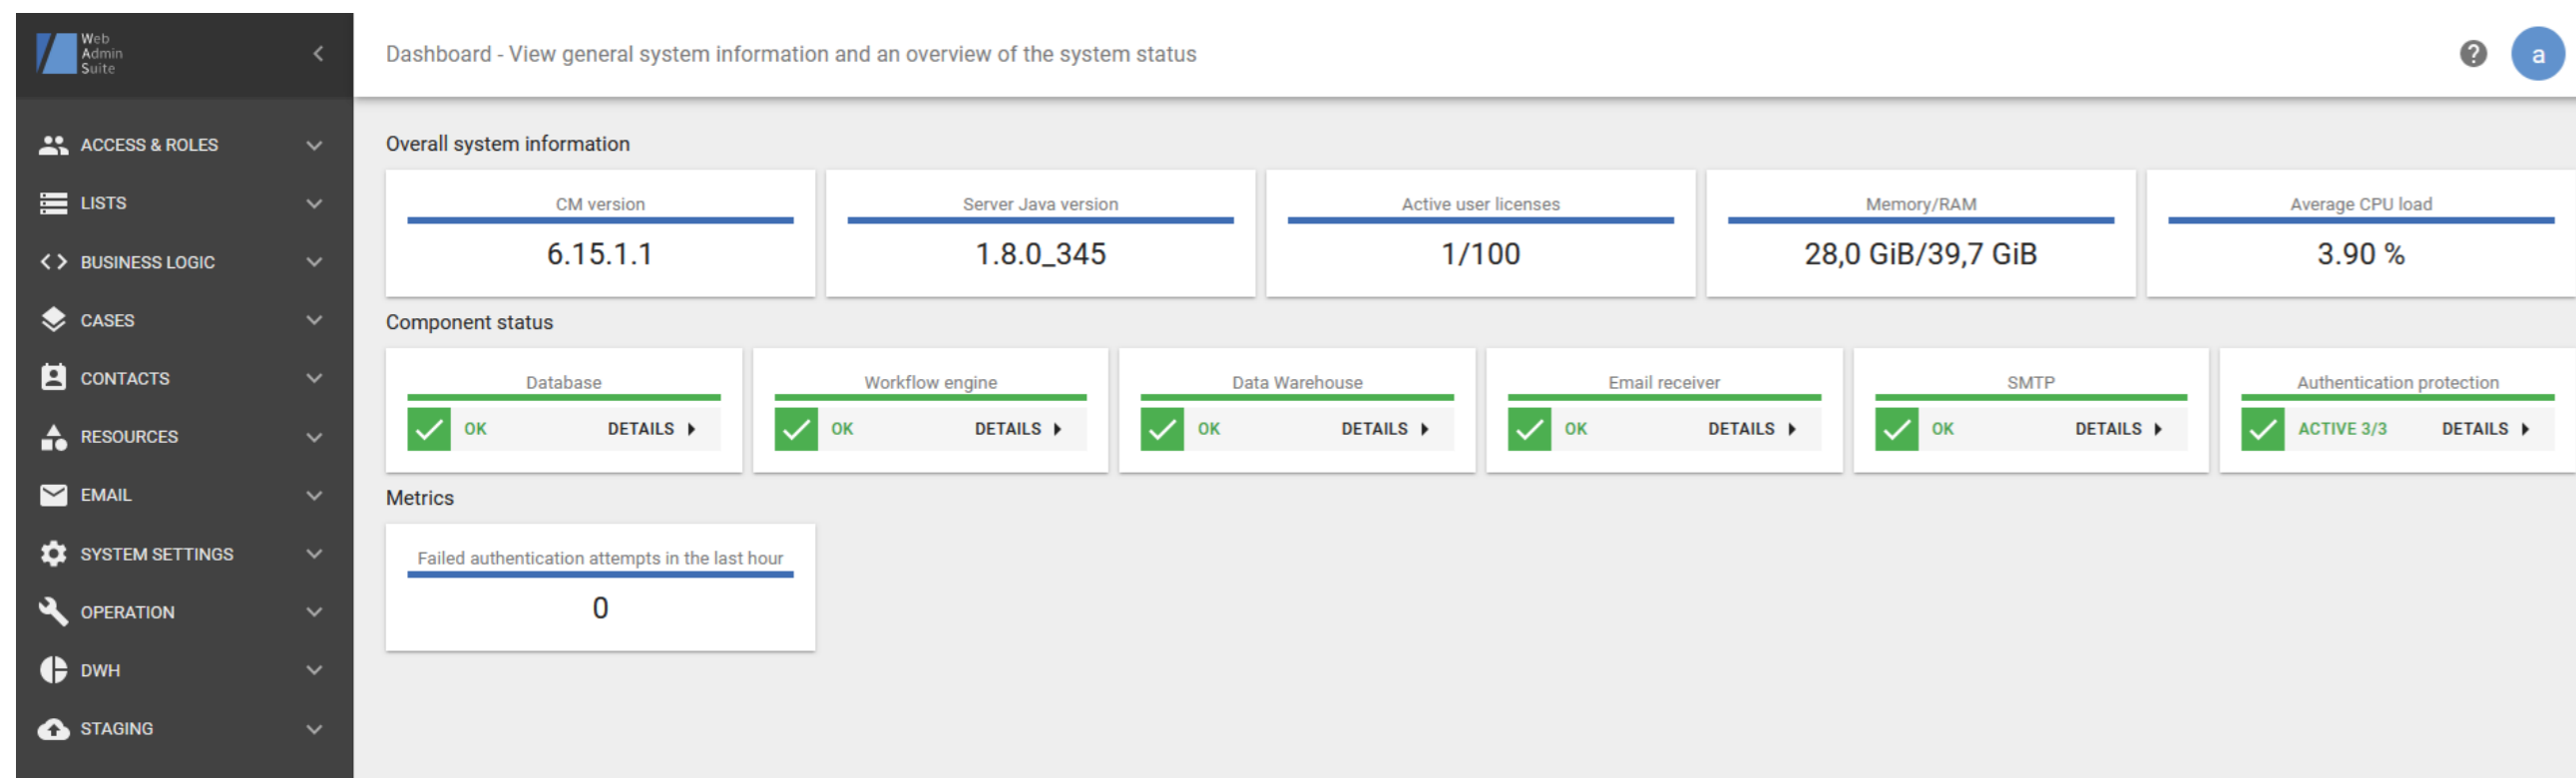 Web
Admin
Suite
Dashboard - View general system information and an overview of the system status
a
ACCESS & ROLES
LISTS
BUSINESS LOGIC
CASES
CONTACTS
RESOURCES
EMAIL
SYSTEM SETTINGS
OPERATION
DWH
STAGING
Overall system information
CM version
6.15.1.1
Server Java version
1.8.0_345
Active user licenses
1/100
Memory/RAM
28,0 GiB/39,7 GiB
Average CPU load
3.90 %
Component status
Database
OK DETAILS
Workflow engine
OK DETAILS
Data Warehouse
OK DETAILS
Email receiver
OK DETAILS
SMTP
OK DETAILS
Authentication protection
ACTIVE 3/3 DETAILS
Metrics
Failed authentication attempts in the last hour
0